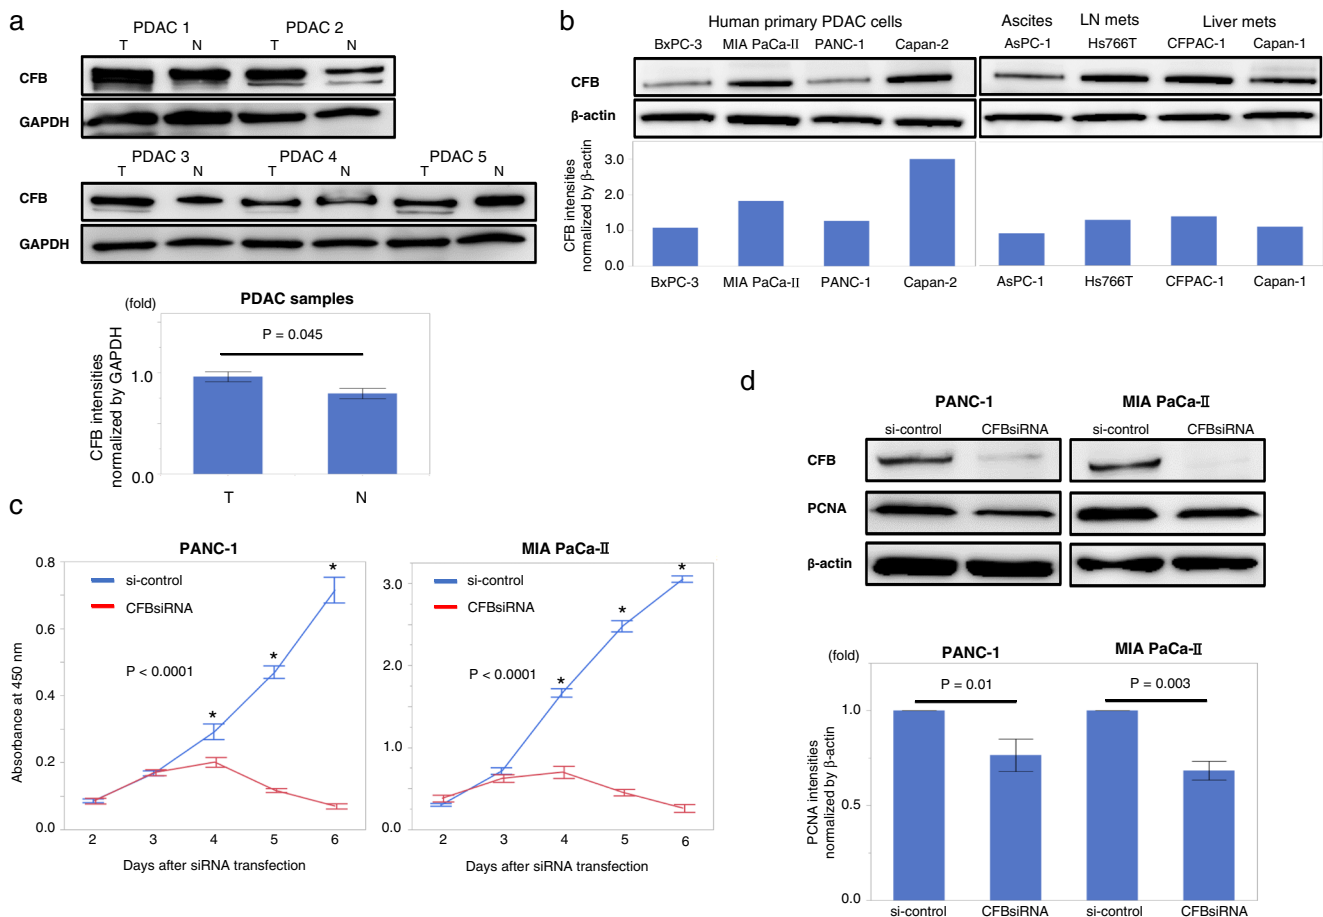 a
PDAC 1 PDAC 2
T N T N
CFB
GAPDH
PDAC 3 PDAC 4 PDAC 5
T N T N T N
CFB
GAPDH
(fold) PDAC samples
P = 0.045
CFB intensities
normalized by GAPDH
1.0
0.0
T N
b
Human primary PDAC cells Ascites LN mets Liver mets
BxPC-3 MIA PaCa-II PANC-1 Capan-2 AsPC-1 Hs766T CFPAC-1 Capan-1
CFB
β-actin
CFB intensities
normalized by β-actin
3.0
2.0
1.0
0.0
BxPC-3 MIA PaCa-II PANC-1 Capan-2 AsPC-1 Hs766T CFPAC-1 Capan-1
c
PANC-1
si-control
CFBsiRNA
P < 0.0001
* * *
Absorbance at 450 nm
0.8
0.6
0.4
0.2
0.0
2 3 4 5 6
Days after siRNA transfection
MIA PaCa-II
si-control
CFBsiRNA
P < 0.0001
* * *
3.0
2.0
1.0
0.0
2 3 4 5 6
Days after siRNA transfection
d
PANC-1 MIA PaCa-II
si-control CFBsiRNA si-control CFBsiRNA
CFB
PCNA
β-actin
(fold) PANC-1 MIA PaCa-II
P = 0.01 P = 0.003
PCNA intensities
normalized by β-actin
1.0
0.5
0.0
si-control CFBsiRNA si-control CFBsiRNA